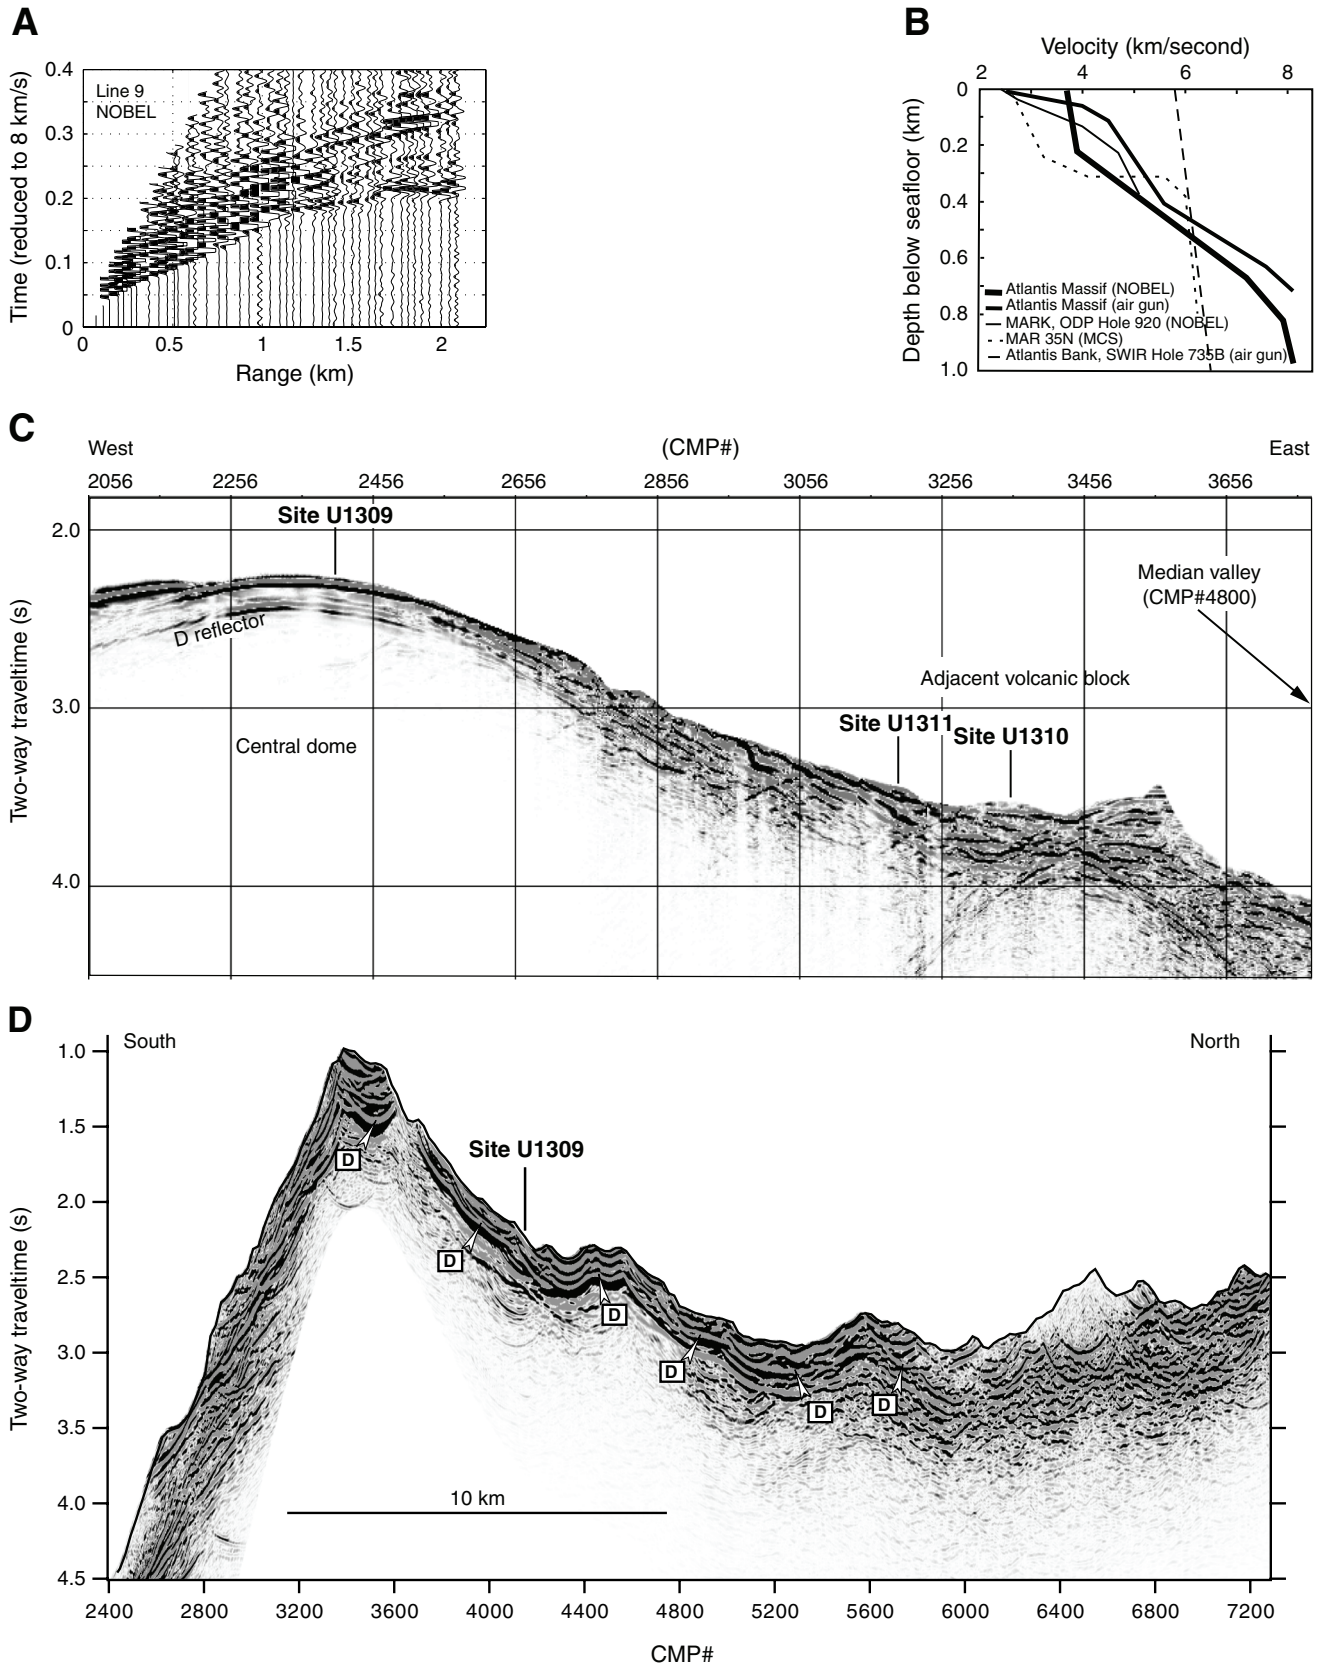 A
Time (reduced to 8 km/s)
0.4
0.3
0.2
0.1
0
Line 9
NOBEL
0 0.5 1 1.5 2
Range (km)
B
Velocity (km/second)
2 4 6 8
Depth below seafloor (km)
0
0.2
0.4
0.6
0.8
1.0
Atlantis Massif (NOBEL)
Atlantis Massif (air gun)
MARK, ODP Hole 920 (NOBEL)
MAR 35N (MCS)
Atlantis Bank, SWIR Hole 735B (air gun)
C
West (CMP#) East
2056 2256 2456 2656 2856 3056 3256 3456 3656
Two-way traveltime (s)
2.0
3.0
4.0
Site U1309
D reflector
Central dome
Median valley
(CMP#4800)
Adjacent volcanic block
Site U1311
Site U1310
D
South North
Two-way traveltime (s)
1.0
1.5
2.0
2.5
3.0
3.5
4.0
4.5
Site U1309
D
D
D
D
D
D
10 km
2400 2800 3200 3600 4000 4400 4800 5200 5600 6000 6400 6800 7200
CMP#